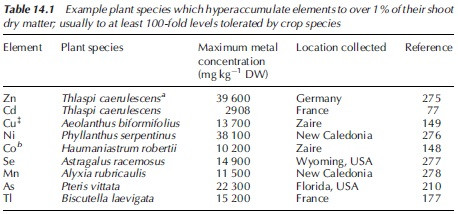 Table 14.1 Example plant species which hyperaccumulate elements to over 1% of their shoot
dry matter; usually to at least 100-fold levels tolerated by crop species
Element Plant species Maximum metal concentration (mg kg⁻¹ DW) Location collected Reference
Zn Thlaspi caerulescensᵃ 39 600 Germany 275
Cd Thlaspi caerulescens 2908 France 77
Cu‡ Aeolanthus biformifolius 13 700 Zaire 149
Ni Phyllanthus serpentinus 38 100 New Caledonia 276
Coᵇ Haumaniastrum robertii 10 200 Zaire 148
Se Astragalus racemosus 14 900 Wyoming, USA 277
Mn Alyxia rubricaulis 11 500 New Caledonia 278
As Pteris vittata 22 300 Florida, USA 210
Tl Biscutella laevigata 15 200 France 177